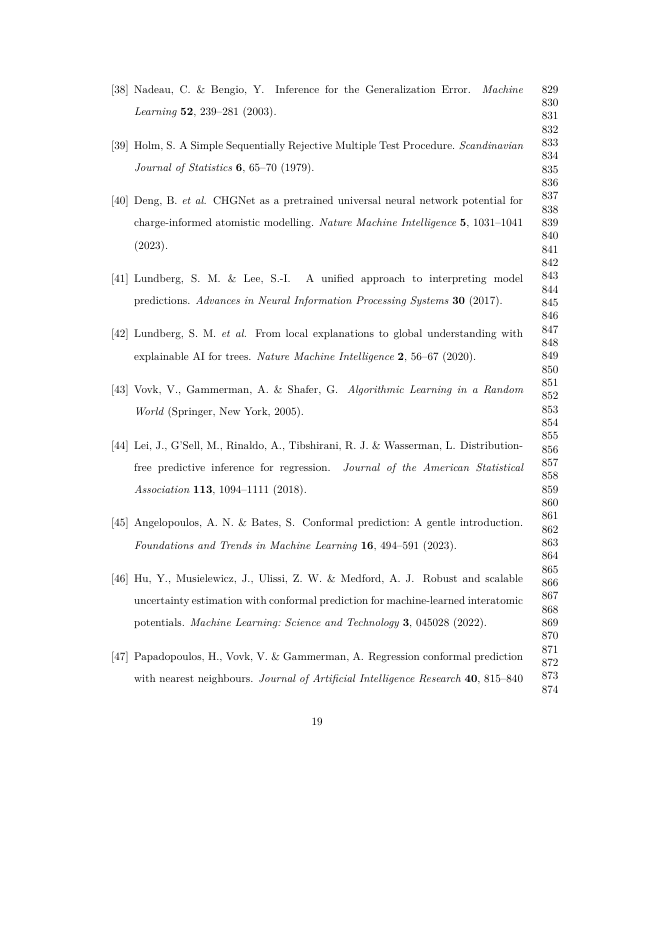 [38] Nadeau, C. & Bengio, Y. Inference for the Generalization Error. Machine
Learning 52, 239–281 (2003).
[39] Holm, S. A Simple Sequentially Rejective Multiple Test Procedure. Scandinavian
Journal of Statistics 6, 65–70 (1979).
[40] Deng, B. et al. CHGNet as a pretrained universal neural network potential for
charge-informed atomistic modelling. Nature Machine Intelligence 5, 1031–1041
(2023).
[41] Lundberg, S. M. & Lee, S.-I. A unified approach to interpreting model
predictions. Advances in Neural Information Processing Systems 30 (2017).
[42] Lundberg, S. M. et al. From local explanations to global understanding with
explainable AI for trees. Nature Machine Intelligence 2, 56–67 (2020).
[43] Vovk, V., Gammerman, A. & Shafer, G. Algorithmic Learning in a Random
World (Springer, New York, 2005).
[44] Lei, J., G'Sell, M., Rinaldo, A., Tibshirani, R. J. & Wasserman, L. Distribution-
free predictive inference for regression. Journal of the American Statistical
Association 113, 1094–1111 (2018).
[45] Angelopoulos, A. N. & Bates, S. Conformal prediction: A gentle introduction.
Foundations and Trends in Machine Learning 16, 494–591 (2023).
[46] Hu, Y., Musielewicz, J., Ulissi, Z. W. & Medford, A. J. Robust and scalable
uncertainty estimation with conformal prediction for machine-learned interatomic
potentials. Machine Learning: Science and Technology 3, 045028 (2022).
[47] Papadopoulos, H., Vovk, V. & Gammerman, A. Regression conformal prediction
with nearest neighbours. Journal of Artificial Intelligence Research 40, 815–840
829
830
831
832
833
834
835
836
837
838
839
840
841
842
843
844
845
846
847
848
849
850
851
852
853
854
855
856
857
858
859
860
861
862
863
864
865
866
867
868
869
870
871
872
873
874
19